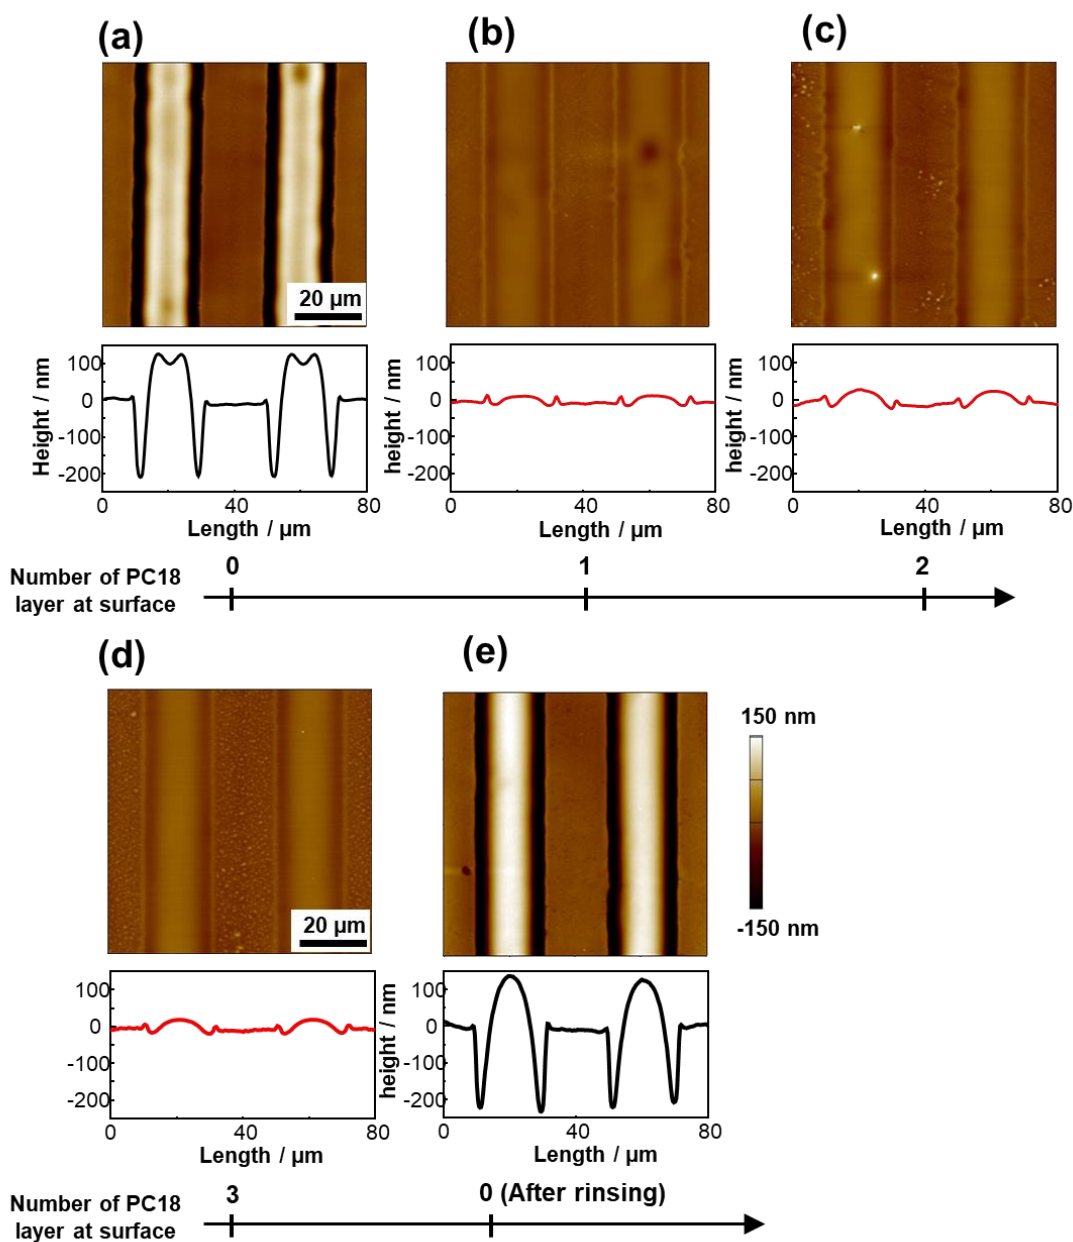 (a)
(b)
(c)
20 µm
100
0
-100
-200
Height / nm
0
40
80
Length / µm
100
0
-100
-200
height / nm
0
40
80
Length / µm
100
0
-100
-200
height / nm
0
40
80
Length / µm
Number of PC18
layer at surface
0
1
2
(d)
(e)
20 µm
150 nm
-150 nm
100
0
-100
-200
0
40
80
Length / µm
100
0
-100
-200
height / nm
0
40
80
Length / µm
Number of PC18
layer at surface
3
0 (After rinsing)